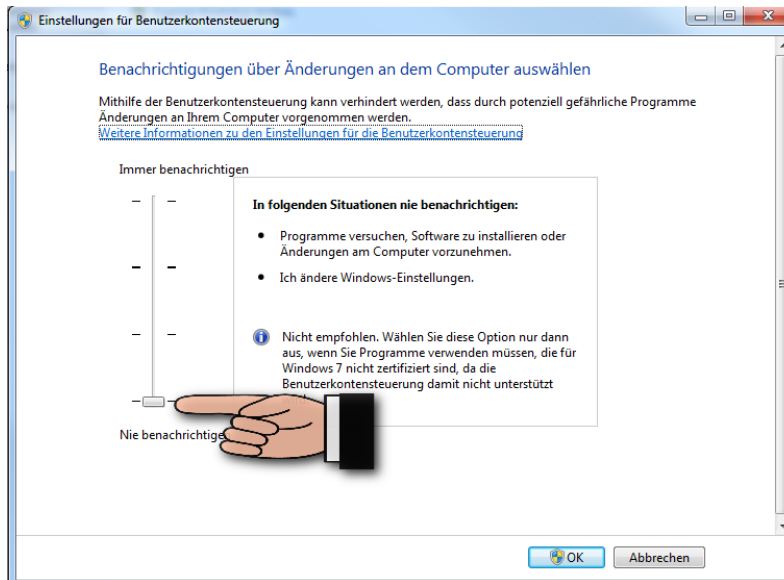 Einstellungen für Benutzerkontensteuerung
Benachrichtigungen über Änderungen an dem Computer auswählen
Mithilfe der Benutzerkontensteuerung kann verhindert werden, dass durch potenziell gefährliche Programme
Änderungen an Ihrem Computer vorgenommen werden.
Weitere Informationen zu den Einstellungen für die Benutzerkontensteuerung
Immer benachrichtigen
In folgenden Situationen nie benachrichtigen:
Programme versuchen, Software zu installieren oder
Änderungen am Computer vorzunehmen.
Ich ändere Windows-Einstellungen.
Nicht empfohlen. Wählen Sie diese Option nur dann
aus, wenn Sie Programme verwenden müssen, die für
Windows 7 nicht zertifiziert sind, da die
Benutzerkontensteuerung damit nicht unterstützt
Nie
OK
Abbrechen